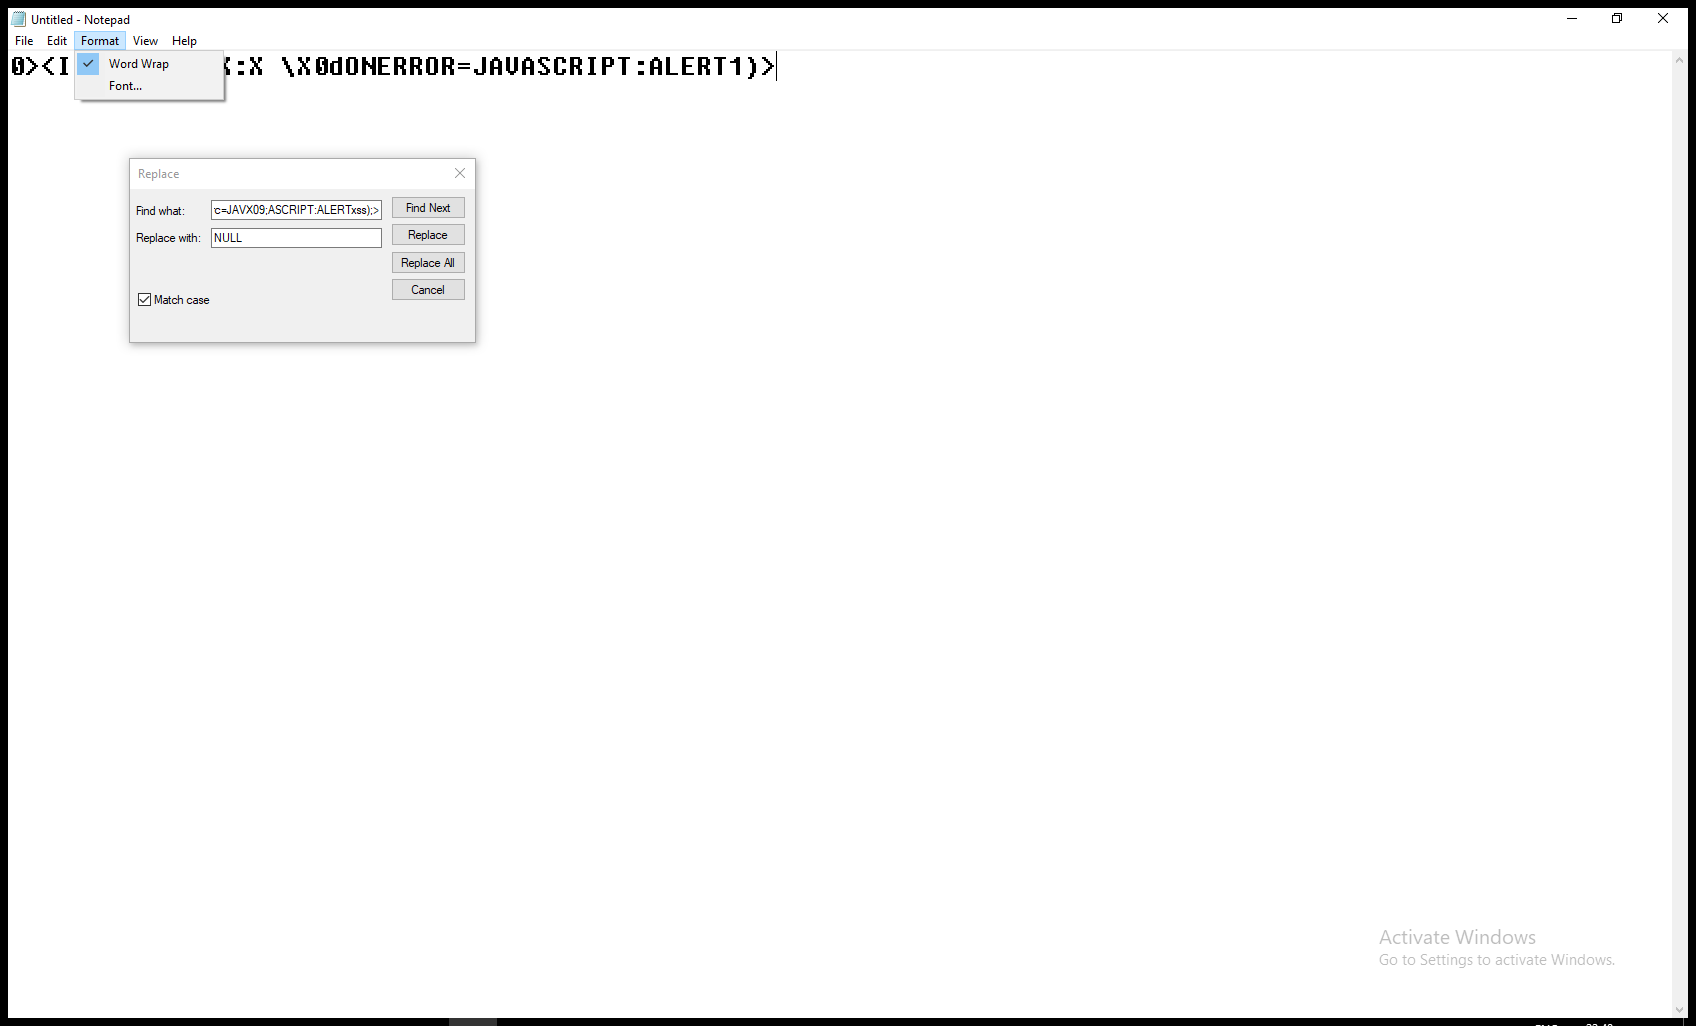 Untitled - Notepad
File Edit Format View Help
0><I :X \X0dONERROR=JAVASCRIPT:ALERT1)>
Word Wrap
Font...
Replace
Find what: c=JAVX09;ASCRIPT:ALERTxss);>
Find Next
Replace with: NULL
Replace
Replace All
Cancel
Match case
Activate Windows
Go to Settings to activate Windows.